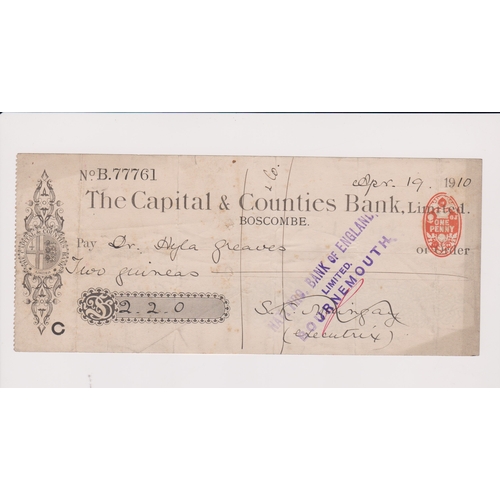 No B.77761
Apr. 19. 1910
& Co.
The Capital & Counties Bank, Limited.
BOSCOMBE.
ONE PENNY
Pay Dr. Hyla Greaves
or Order
Two guineas
£ 2.2.0
BANK OF ENGLAND,
LIMITED.
BOURNEMOUTH
(Executrix)
C